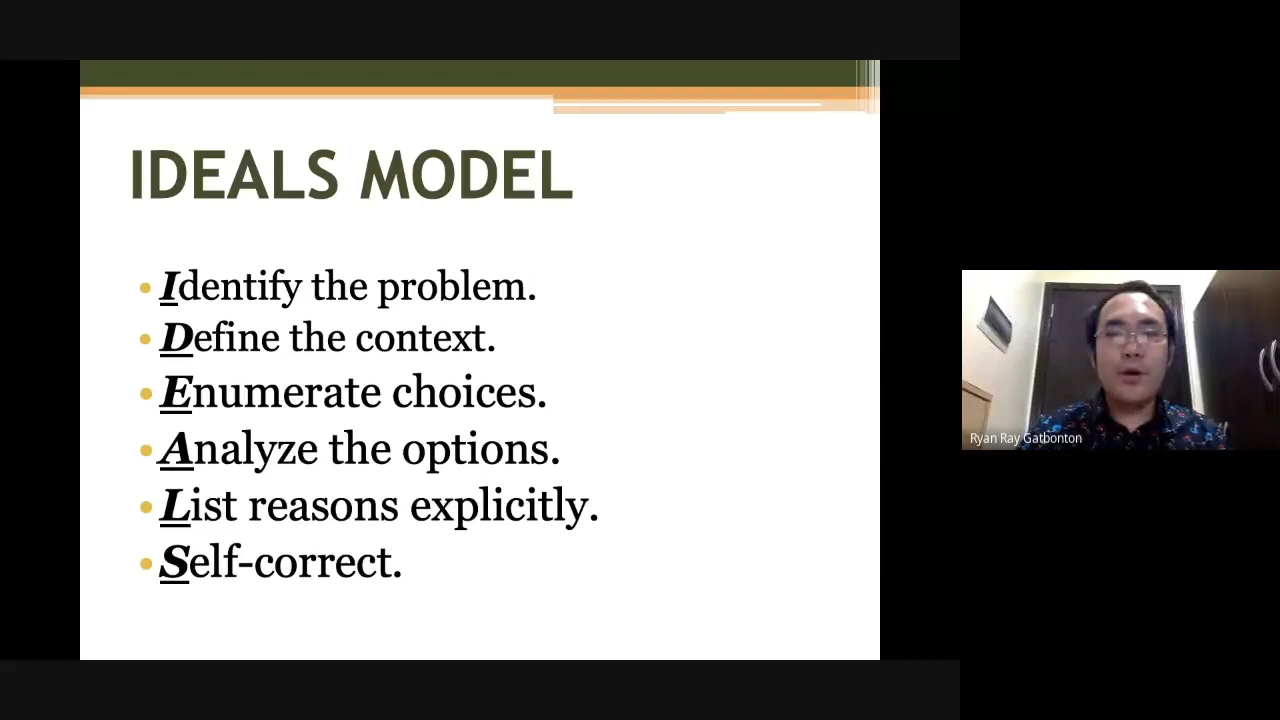 IDEALS MODEL
•Identify the problem.
•Define the context.
•Enumerate choices.
•Analyze the options.
•List reasons explicitly.
•Self-correct.
Ryan Ray Gatbonton